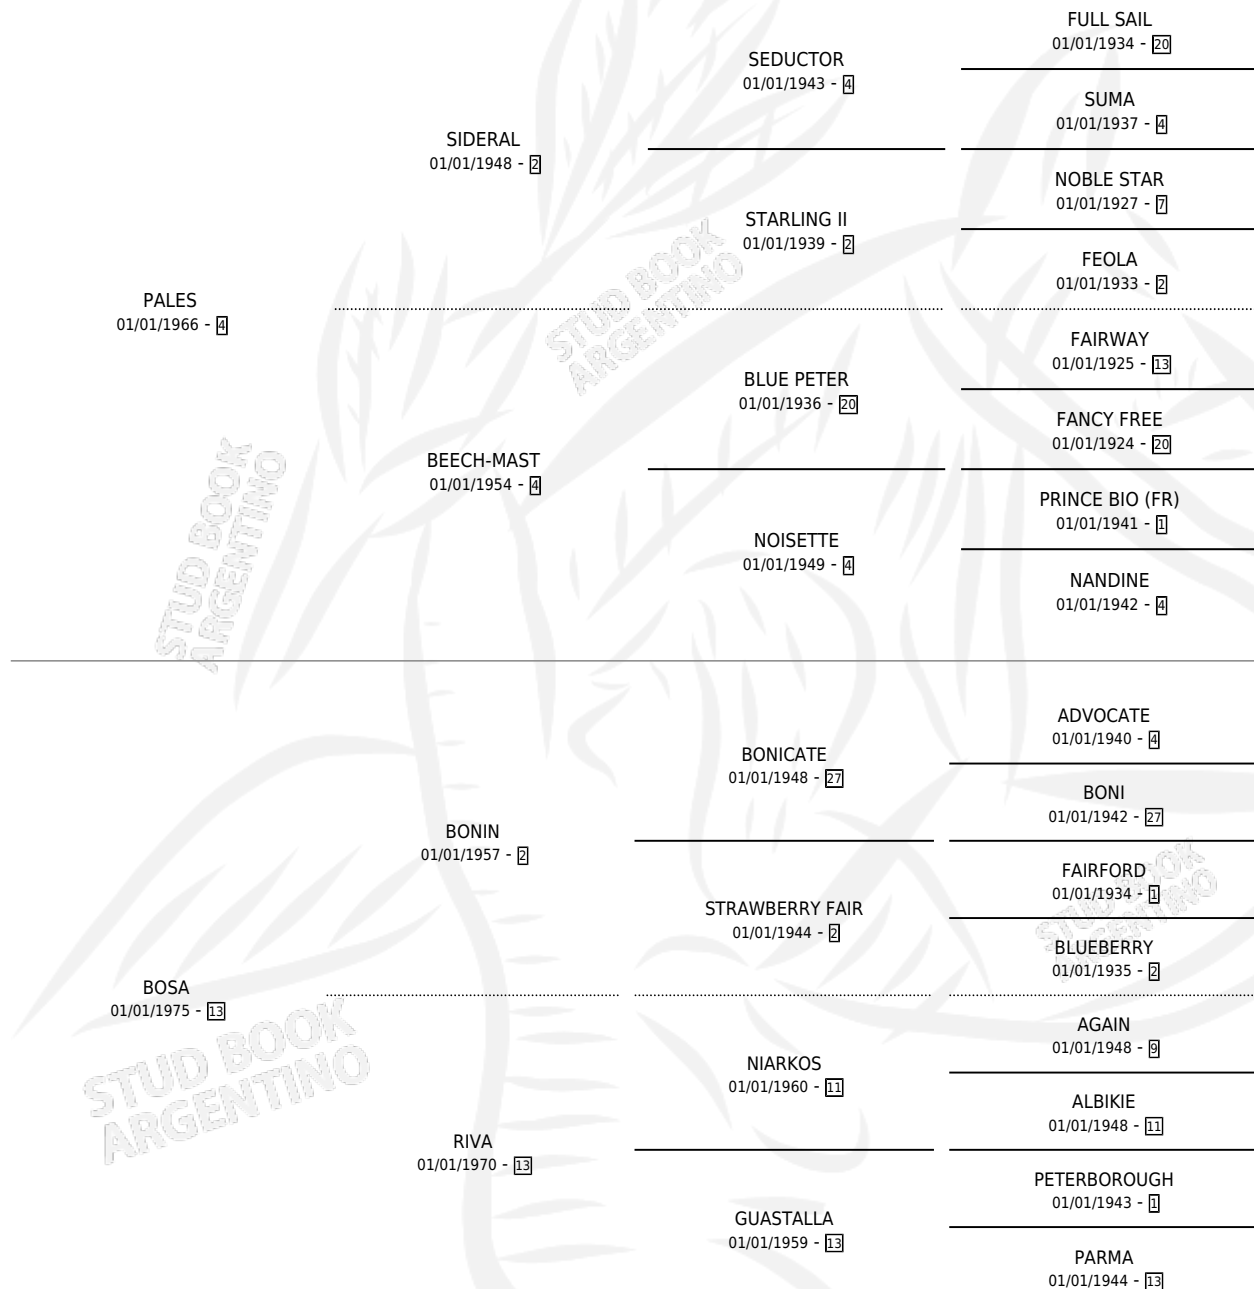 FULL SAIL
01/01/1934 - 20
SEDUCTOR
01/01/1943 - 4
SUMA
01/01/1937 - 4
SIDERAL
01/01/1948 - 2
NOBLE STAR
01/01/1927 - 7
STARLING II
01/01/1939 - 2
FEOLA
01/01/1933 - 2
PALES
01/01/1966 - 4
FAIRWAY
01/01/1925 - 13
BLUE PETER
01/01/1936 - 20
FANCY FREE
01/01/1924 - 20
BEECH-MAST
01/01/1954 - 4
PRINCE BIO (FR)
01/01/1941 - 1
NOISETTE
01/01/1949 - 4
NANDINE
01/01/1942 - 4
STUD BOOK
ARGENTINO
STUD BOOK
ARGENTINO
ADVOCATE
01/01/1940 - 4
BONICATE
01/01/1948 - 27
BONI
01/01/1942 - 27
BONIN
01/01/1957 - 2
FAIRFORD
01/01/1934 - 1
STRAWBERRY FAIR
01/01/1944 - 2
BLUEBERRY
01/01/1935 - 2
BOSA
01/01/1975 - 13
AGAIN
01/01/1948 - 9
NIARKOS
01/01/1960 - 11
ALBIKIE
01/01/1948 - 11
RIVA
01/01/1970 - 13
PETERBOROUGH
01/01/1943 - 1
GUASTALLA
01/01/1959 - 13
PARMA
01/01/1944 - 13
STUD BOOK
ARGENTINO
STUD BOOK
ARGENTINO